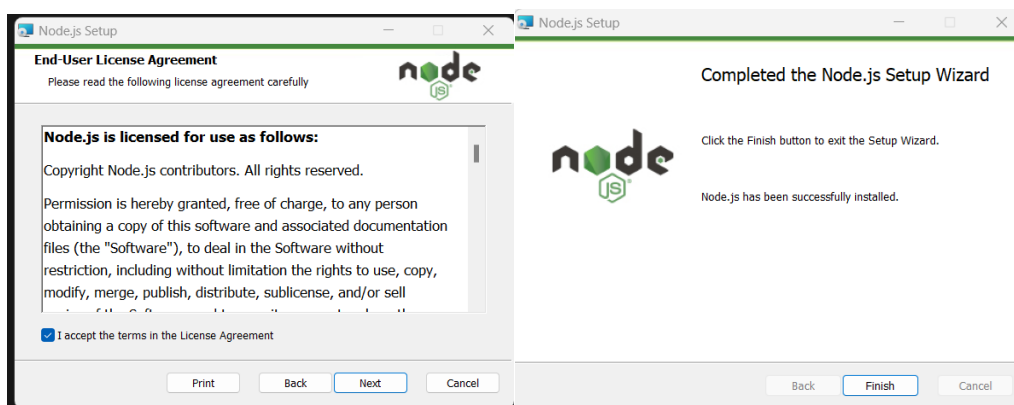 Node.js Setup
End-User License Agreement
Please read the following license agreement carefully
node
JS
Node.js is licensed for use as follows:
Copyright Node.js contributors. All rights reserved.
Permission is hereby granted, free of charge, to any person
obtaining a copy of this software and associated documentation
files (the "Software"), to deal in the Software without
restriction, including without limitation the rights to use, copy,
modify, merge, publish, distribute, sublicense, and/or sell
I accept the terms in the License Agreement
Print Back Next Cancel
Node.js Setup
Completed the Node.js Setup Wizard
node
JS
Click the Finish button to exit the Setup Wizard.
Node.js has been successfully installed.
Back Finish Cancel